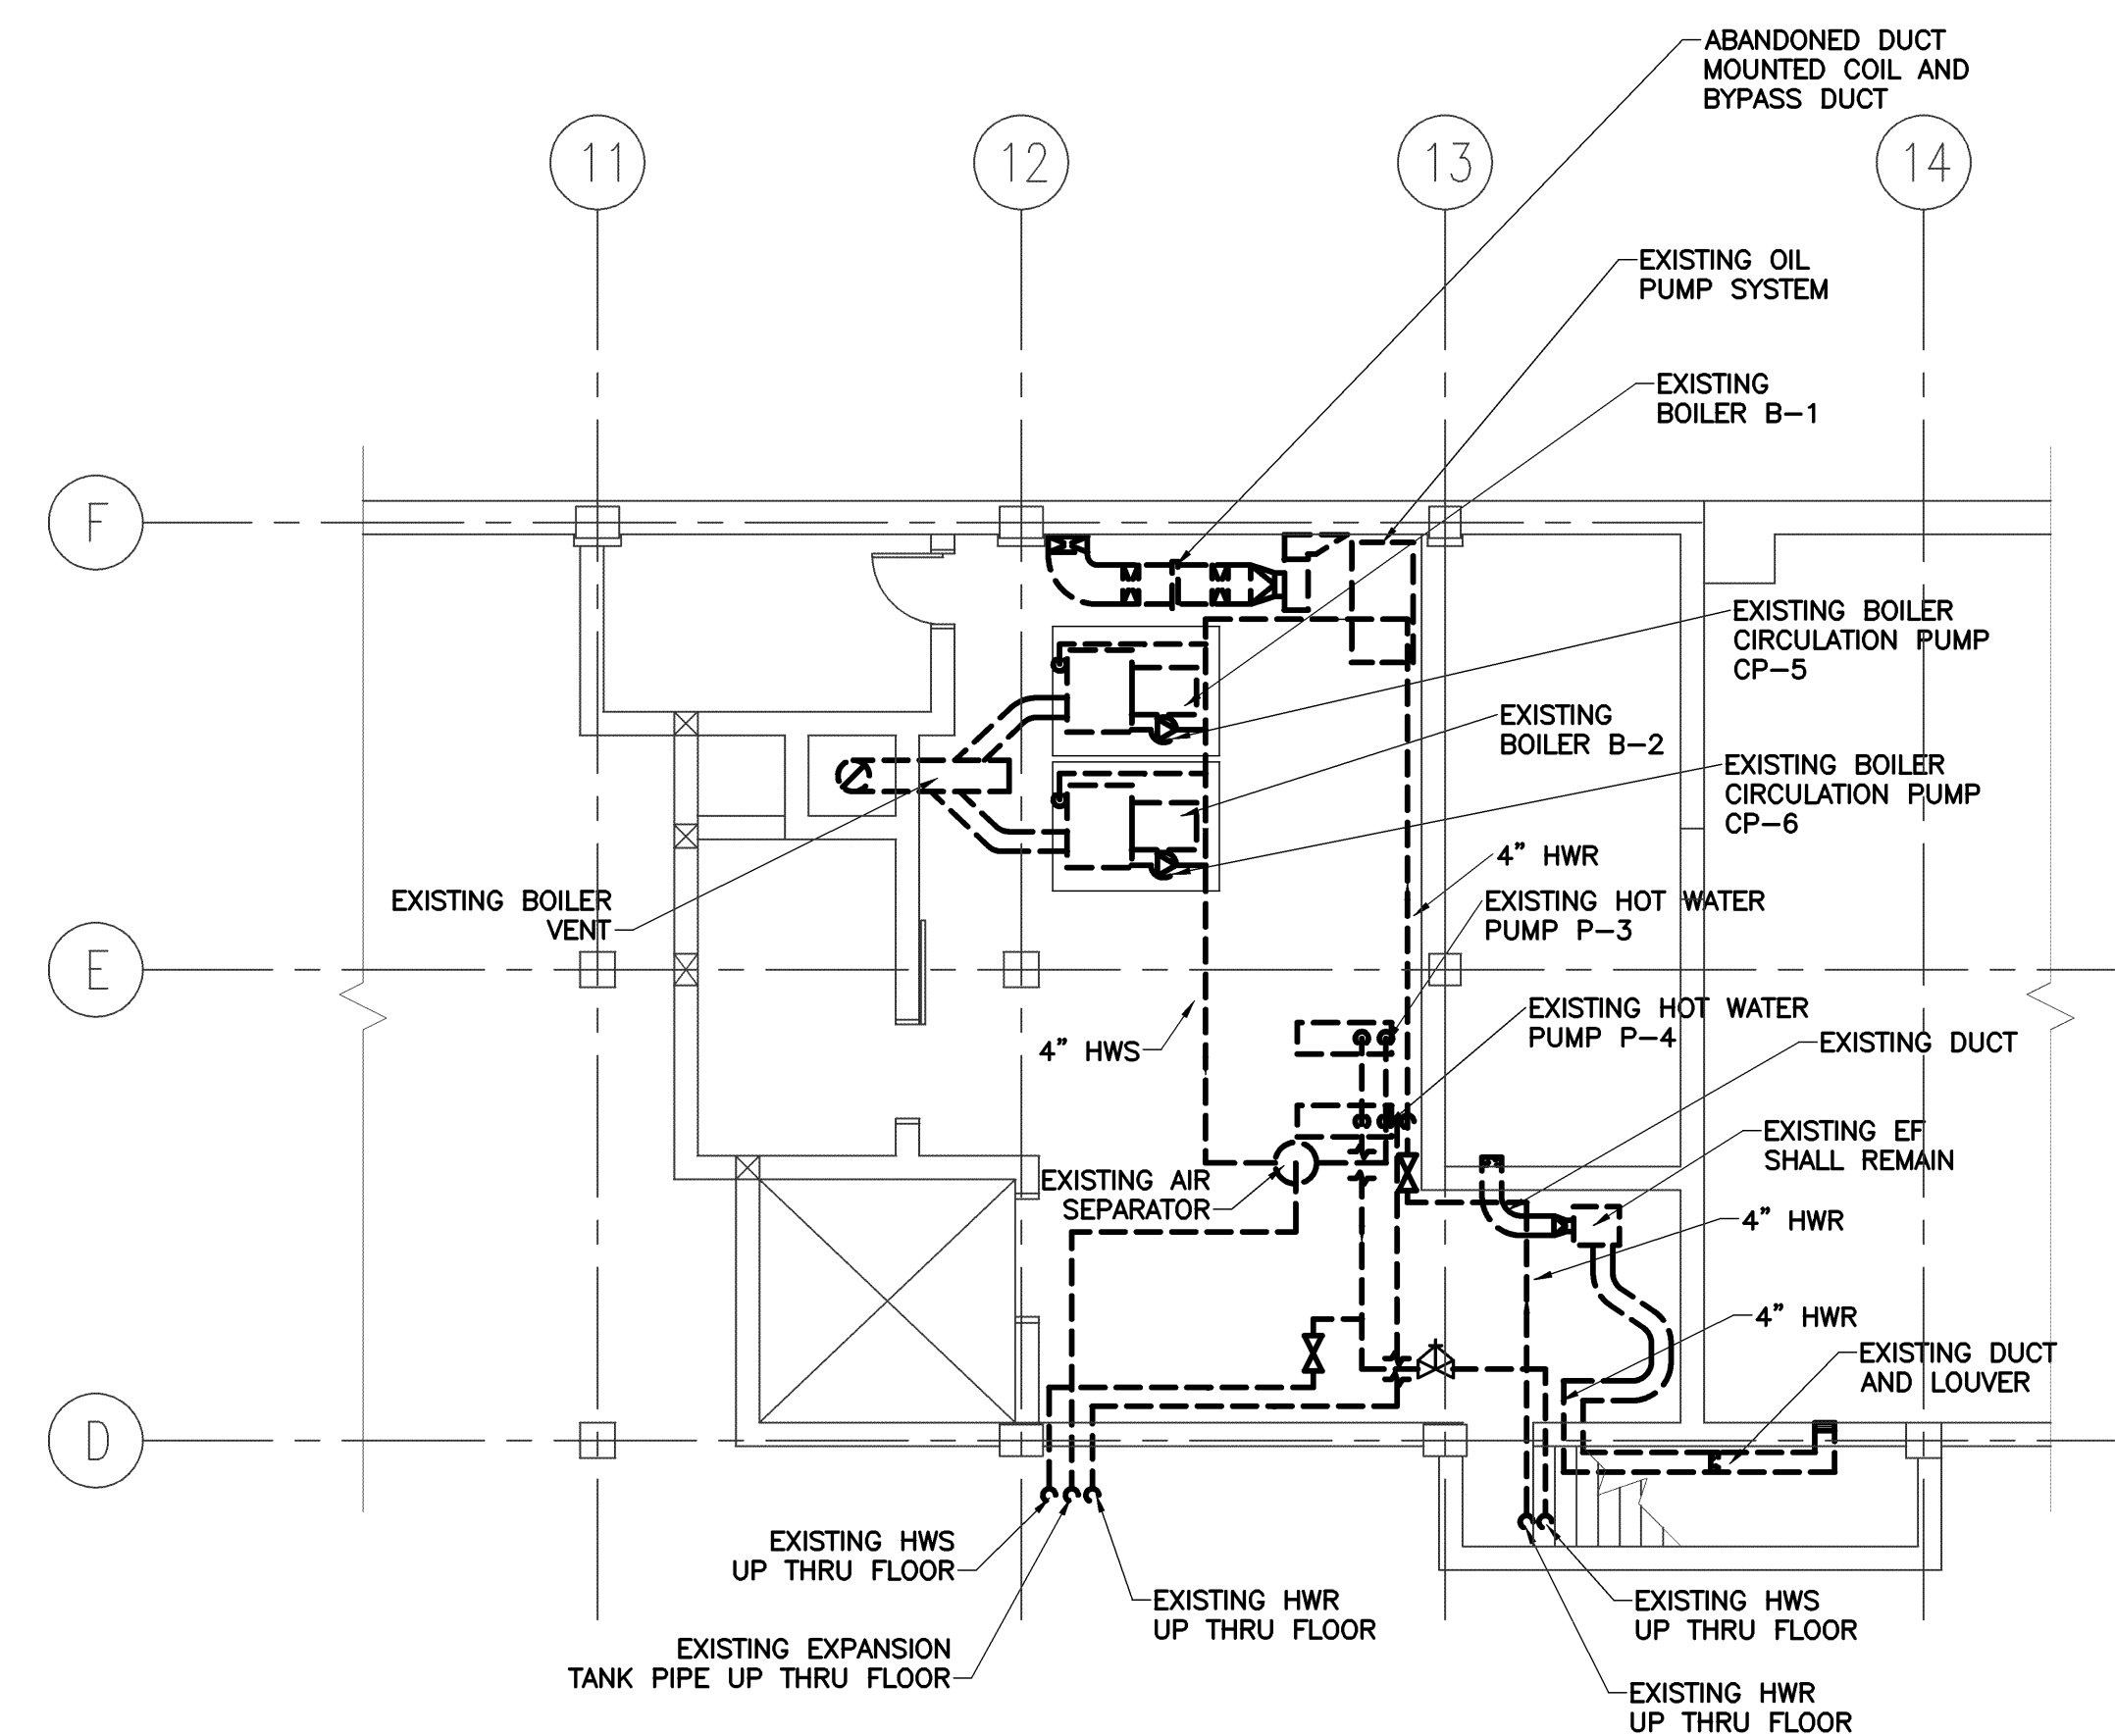 ABANDONED DUCT
MOUNTED COIL AND
BYPASS DUCT
11
12
13
14
EXISTING OIL
PUMP SYSTEM
EXISTING
BOILER B-1
F
EXISTING BOILER
CIRCULATION PUMP
CP-5
EXISTING
BOILER B-2
EXISTING BOILER
CIRCULATION PUMP
CP-6
4" HWR
EXISTING BOILER
VENT
EXISTING HOT WATER
PUMP P-3
E
EXISTING HOT WATER
PUMP P-4
4" HWS
EXISTING DUCT
EXISTING EF
SHALL REMAIN
EXISTING AIR
SEPARATOR
4" HWR
4" HWR
EXISTING DUCT
AND LOUVER
D
EXISTING HWS
UP THRU FLOOR
EXISTING HWR
UP THRU FLOOR
EXISTING HWS
UP THRU FLOOR
EXISTING EXPANSION
TANK PIPE UP THRU FLOOR
EXISTING HWR
UP THRU FLOOR